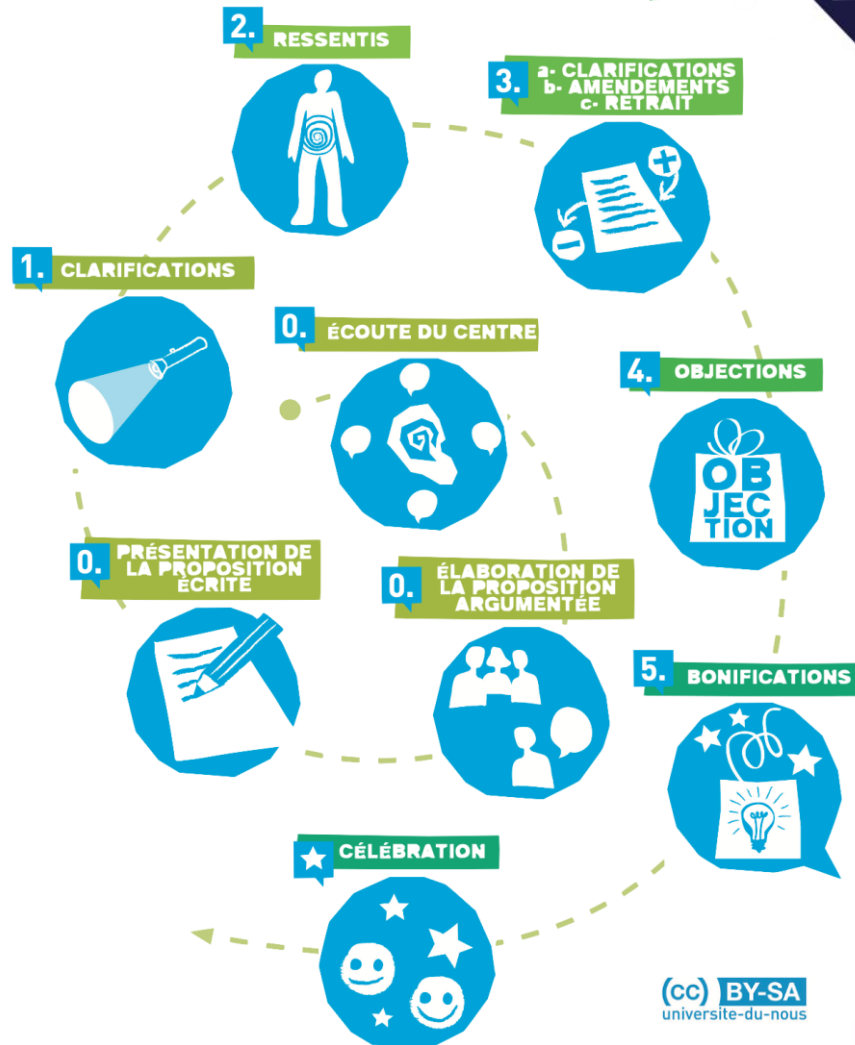 2. RESSENTIS
3. a- CLARIFICATIONS
b- AMENDEMENTS
c- RETRAIT
1. CLARIFICATIONS
0. ÉCOUTE DU CENTRE
4. OBJECTIONS
OB
JEC
TION
0. PRÉSENTATION DE
LA PROPOSITION
ÉCRITE
0. ÉLABORATION DE
LA PROPOSITION
ARGUMENTÉE
5. BONIFICATIONS
CÉLÉBRATION
(cc) BY-SA
universite-du-nous